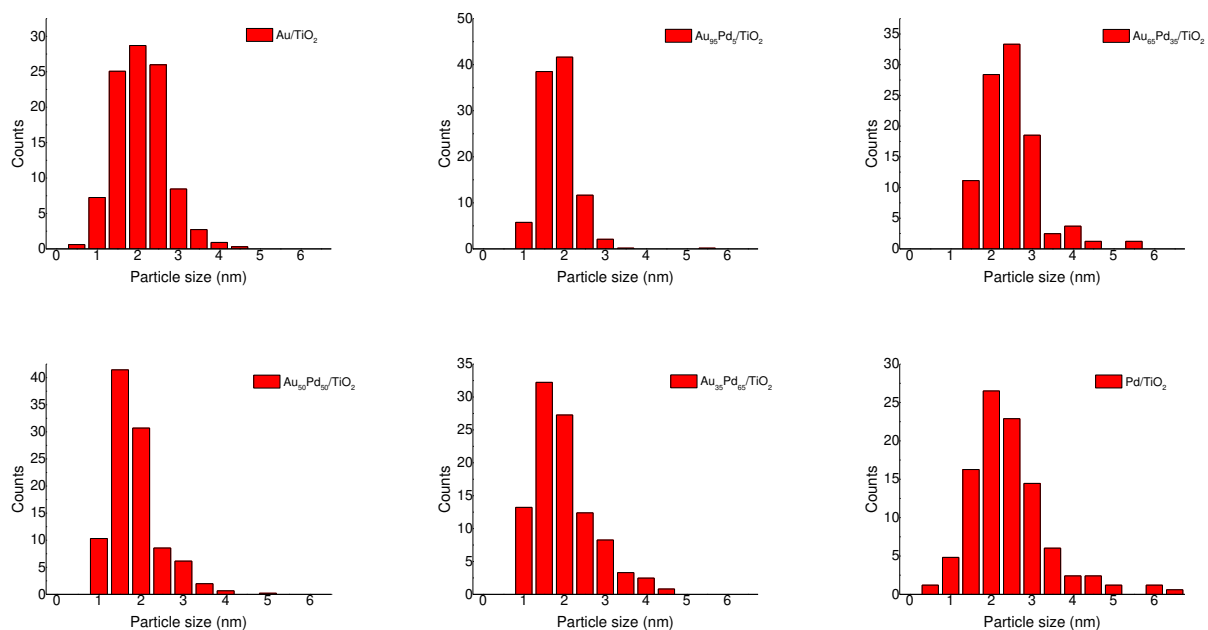 Au/TiO₂
Counts
30
25
20
15
10
5
0
0 1 2 3 4 5 6
Particle size (nm)
Au₉₅Pd₅/TiO₂
Counts
50
40
30
20
10
0
0 1 2 3 4 5 6
Particle size (nm)
Au₆₅Pd₃₅/TiO₂
Counts
35
30
25
20
15
10
5
0
0 1 2 3 4 5 6
Particle size (nm)
Au₅₀Pd₅₀/TiO₂
Counts
40
35
30
25
20
15
10
5
0
0 1 2 3 4 5 6
Particle size (nm)
Au₃₅Pd₆₅/TiO₂
Counts
35
30
25
20
15
10
5
0
0 1 2 3 4 5 6
Particle size (nm)
Pd/TiO₂
Counts
30
25
20
15
10
5
0
0 1 2 3 4 5 6
Particle size (nm)